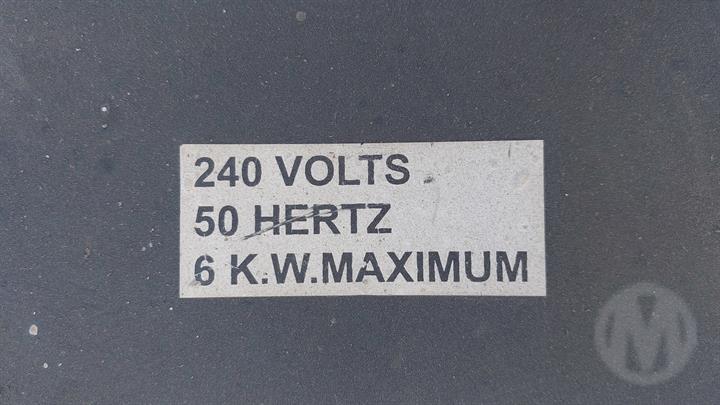 240 VOLTS
50 HERTZ
6 K.W.MAXIMUM
M